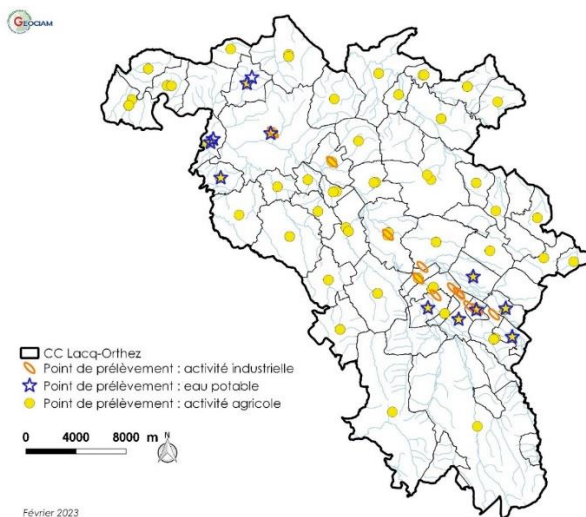 GEOCIAM
CC Lacq-Orthez
Point de prélèvement : activité industrielle
Point de prélèvement : eau potable
Point de prélèvement : activité agricole
0 4000 8000 m
N
Février 2023